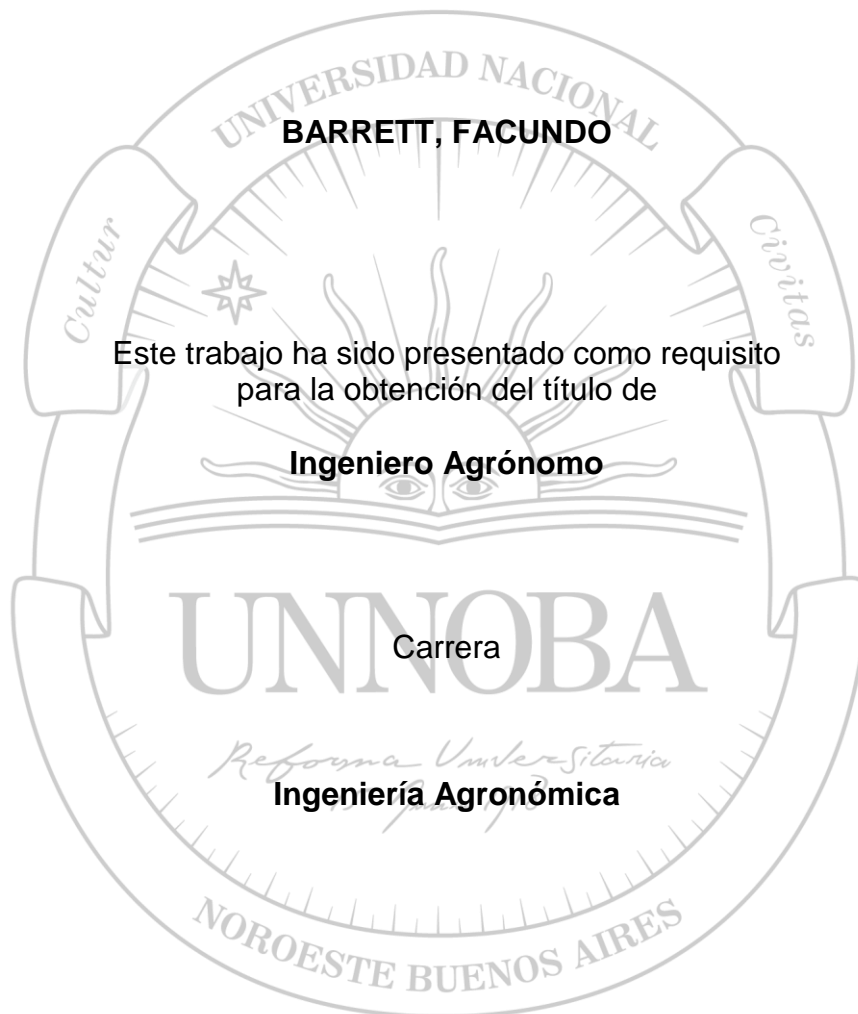 UNIVERSIDAD NACIONAL
BARRETT, FACUNDO
Cultur
Civitas
Este trabajo ha sido presentado como requisito
para la obtención del título de
Ingeniero Agrónomo
UNNOBA
Carrera
Reforma Universitaria
Ingeniería Agronómica
NOROESTE BUENOS AIRES